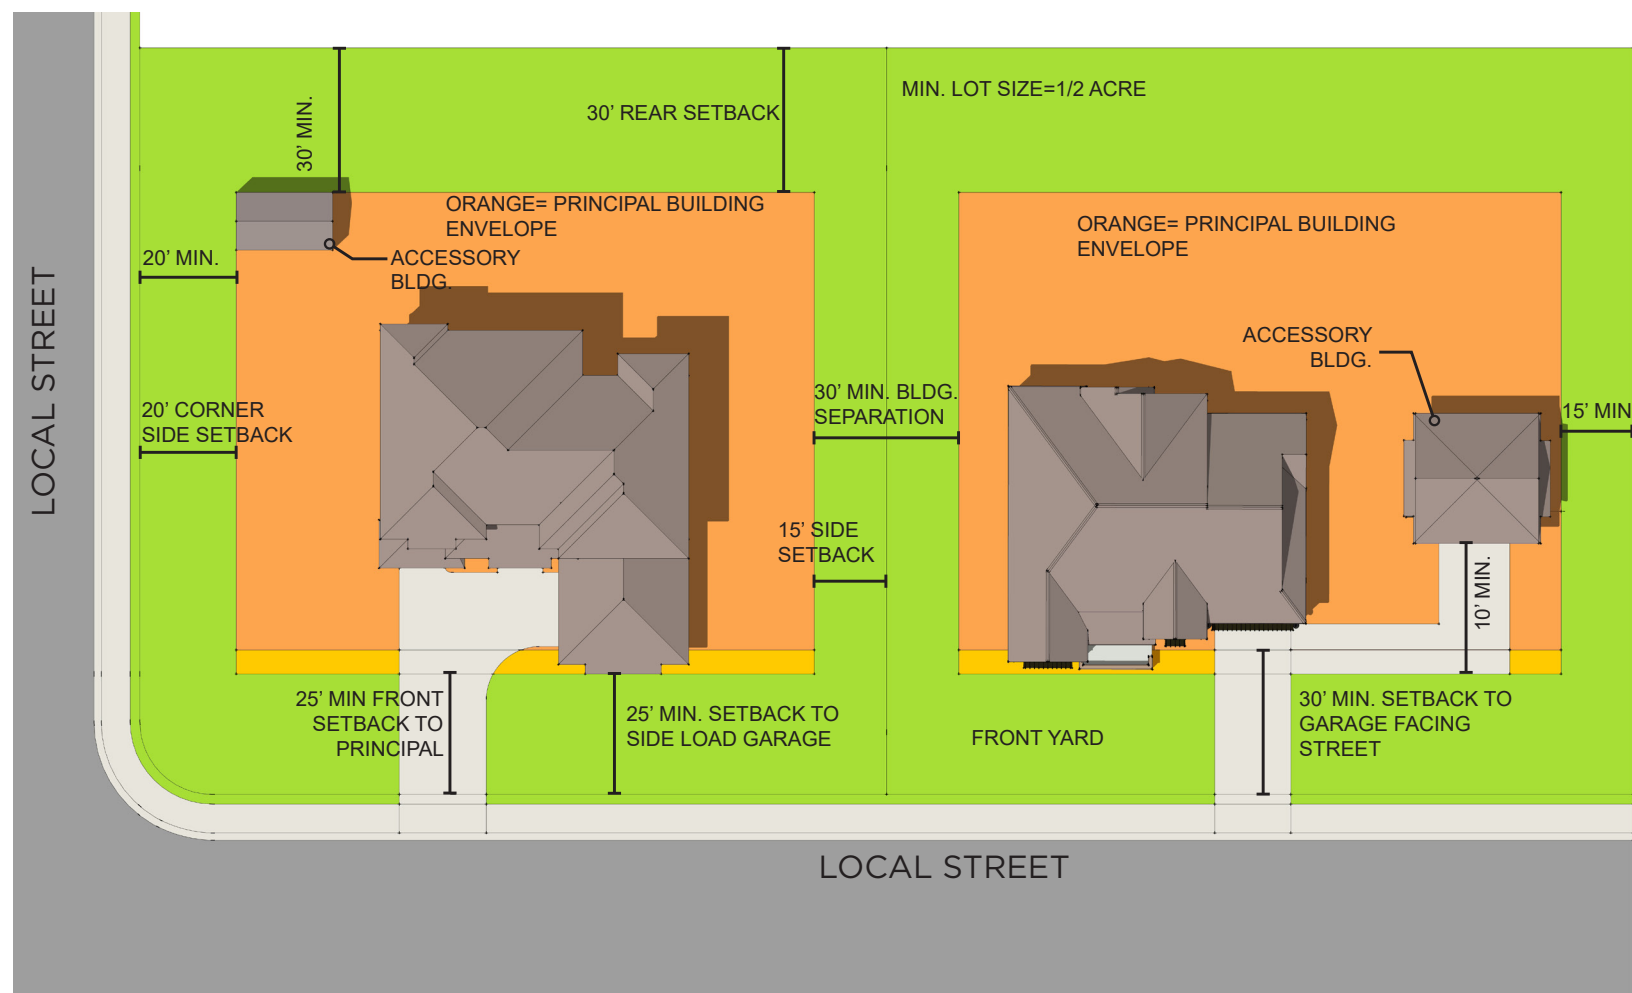 MIN. LOT SIZE=1/2 ACRE
30’ MIN.
30’ REAR SETBACK
ORANGE= PRINCIPAL BUILDING
ENVELOPE
ORANGE= PRINCIPAL BUILDING
ENVELOPE
20’ MIN.
ACCESSORY
BLDG.
ACCESSORY
BLDG.
LOCAL STREET
20’ CORNER
SIDE SETBACK
30’ MIN. BLDG.
SEPARATION
15’ MIN
15’ SIDE
SETBACK
10’ MIN.
25’ MIN FRONT
SETBACK TO
PRINCIPAL
25’ MIN. SETBACK TO
SIDE LOAD GARAGE
FRONT YARD
30’ MIN. SETBACK TO
GARAGE FACING
STREET
LOCAL STREET